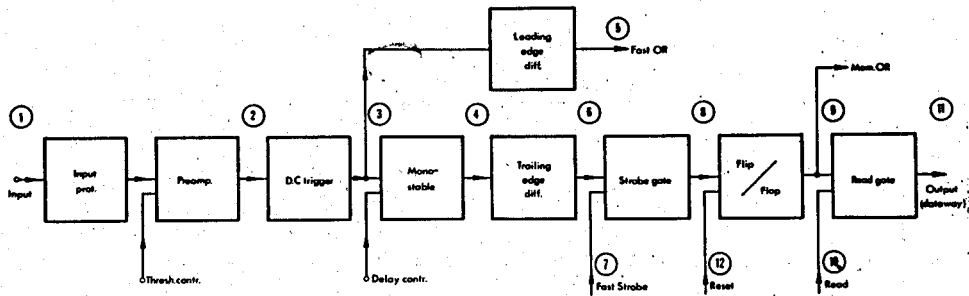 Leading
edge
diff.
5
Fast OR
Mem.OR
1
2
3
4
6
8
9
11
Input
Input
prot.
Preamp.
D.C trigger
Mono-
stable
Trailing
edge
diff.
Strobe gate
Flip
/
Flop
Read gate
Output
(dateway)
Thresh.contr.
Delay contr.
7
Fast Strobe
12
Reset
10
Read